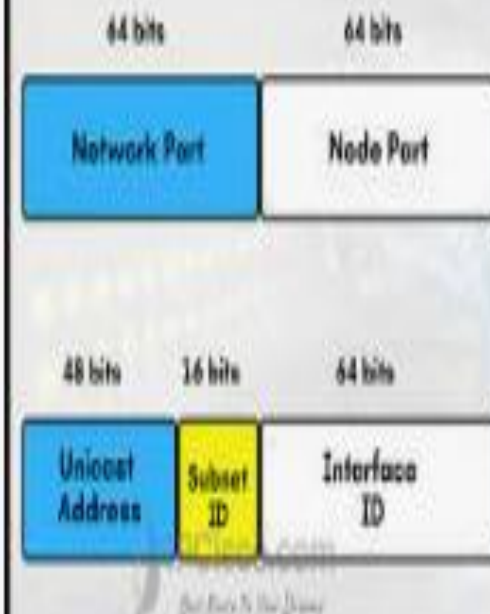 64 bits 64 bits
Network Part Node Part
48 bits 16 bits 64 bits
Unicast Subnet Interface
Address ID ID